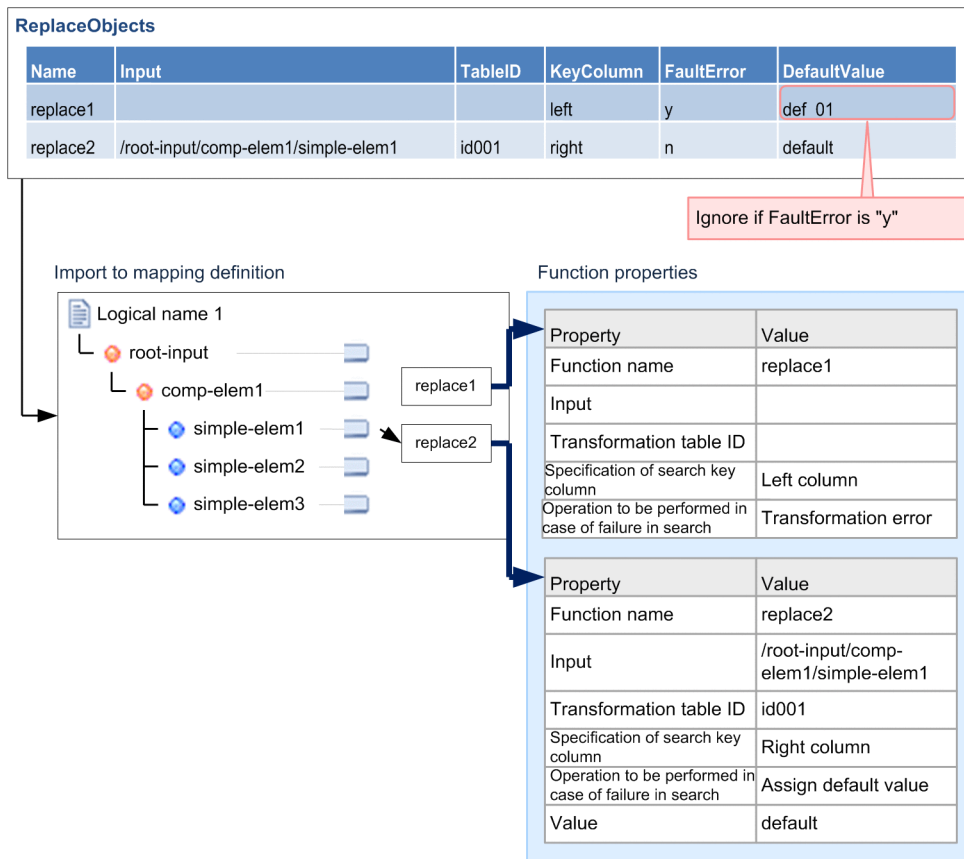 ReplaceObjects
Name Input TableID KeyColumn FaultError DefaultValue
replace1 left y def_01
replace2 /root-input/comp-elem1/simple-elem1 id001 right n default
Ignore if FaultError is "y"
Import to mapping definition
Logical name 1
root-input
comp-elem1
simple-elem1
simple-elem2
simple-elem3
replace1
replace2
Function properties
Property Value
Function name replace1
Input
Transformation table ID
Specification of search key
column
Left column
Operation to be performed in
case of failure in search
Transformation error
Property Value
Function name replace2
Input
/root-input/comp-
elem1/simple-elem1
Transformation table ID id001
Specification of search key
column
Right column
Operation to be performed in
case of failure in search
Assign default value
Value default